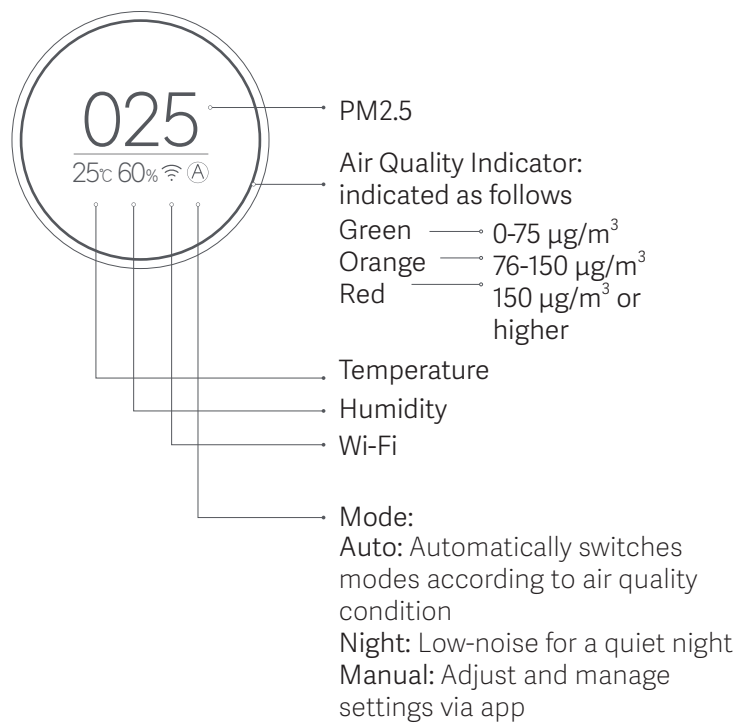 025
25℃ 60% A
PM2.5
Air Quality Indicator:
indicated as follows
Green 0-75 µg/m³
Orange 76-150 µg/m³
Red 150 µg/m³ or
higher
Temperature
Humidity
Wi-Fi
Mode:
Auto: Automatically switches
modes according to air quality
condition
Night: Low-noise for a quiet night
Manual: Adjust and manage
settings via app